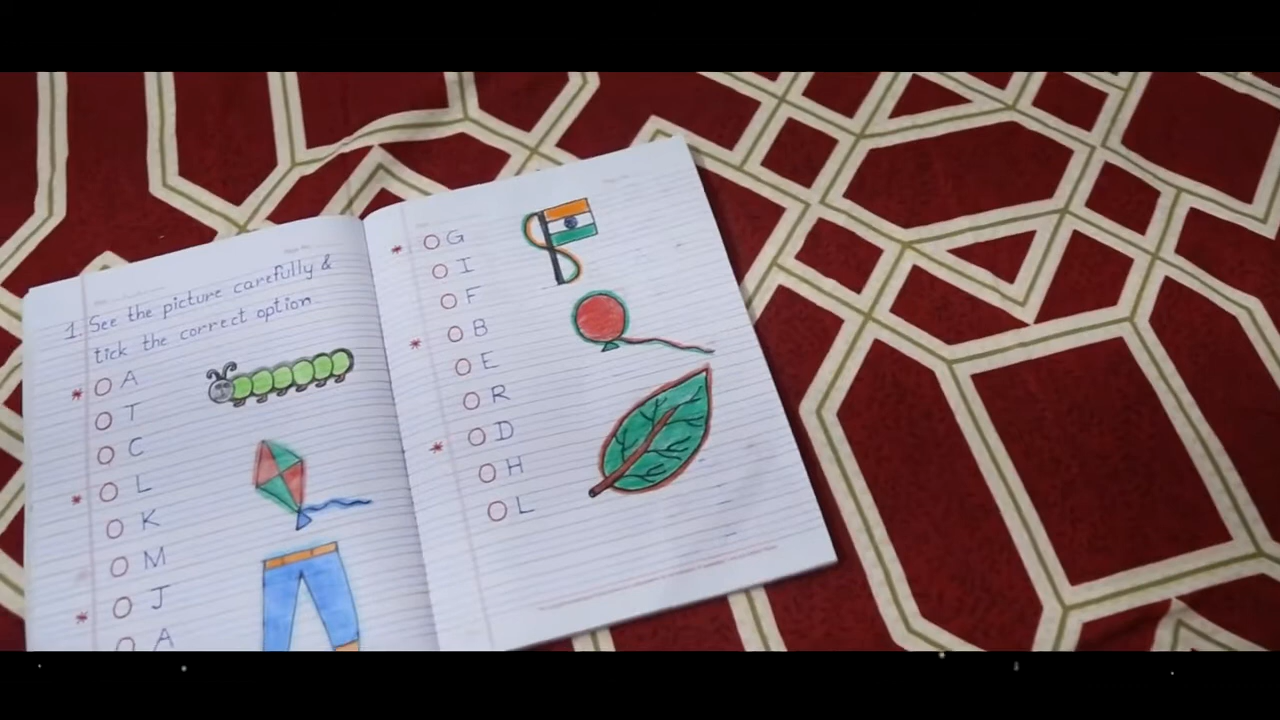 1. See the picture carefully &
tick the correct option
* O A
O T
O C
* O L
O K
O M
* O J
O A
* O G
O I
O F
* O B
O E
O R
* O D
O H
O L